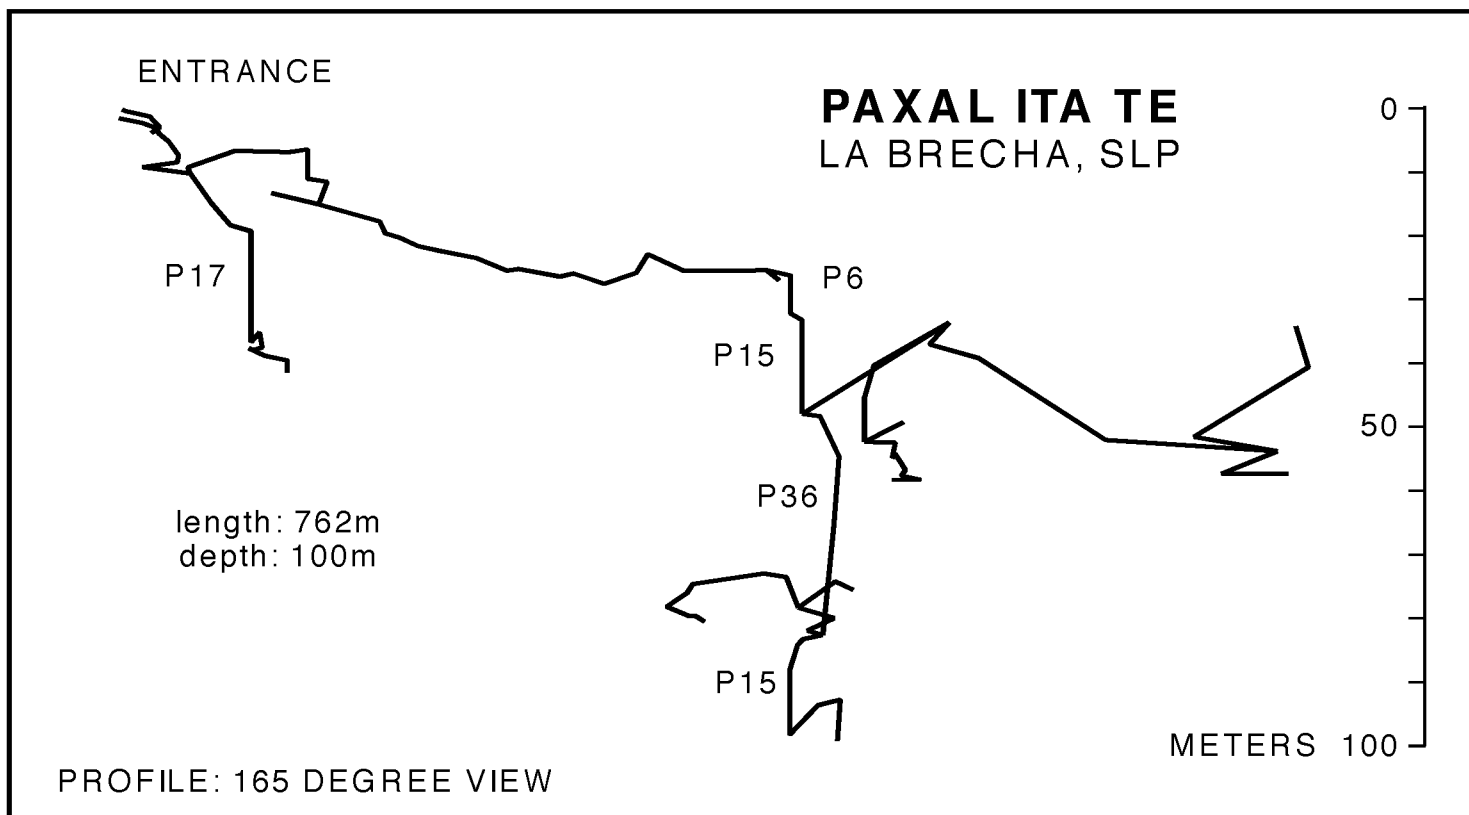 ENTRANCE
PAXAL ITA TE
LA BRECHA, SLP
0
P17
P6
P15
50
P36
length: 762m
depth: 100m
P15
METERS 100
PROFILE: 165 DEGREE VIEW